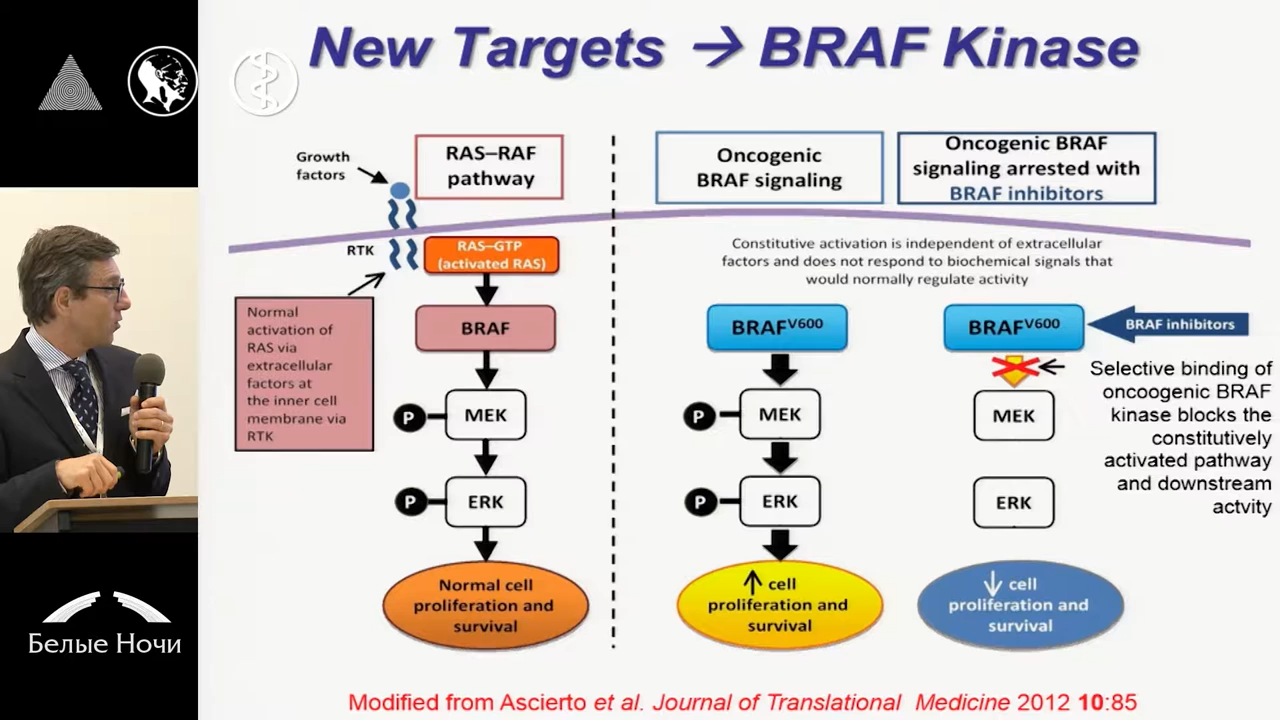 New Targets → BRAF Kinase
Growth
factors
RAS–RAF
pathway
Oncogenic
BRAF signaling
Oncogenic BRAF
signaling arrested with
BRAF inhibitors
RTK
RAS–GTP
(activated RAS)
Constitutive activation is independent of extracellular
factors and does not respond to biochemical signals that
would normally regulate activity
Normal
activation of
RAS via
extracellular
factors at
the inner cell
membrane via
RTK
BRAF
BRAFV600
BRAFV600
BRAF inhibitors
Selective binding of
oncoogenic BRAF
kinase blocks the
constitutively
activated pathway
and downstream
actvity
P
MEK
P
MEK
MEK
P
ERK
P
ERK
ERK
Normal cell
proliferation and
survival
↑ cell
proliferation and
survival
↓ cell
proliferation and
survival
Белые Ночи
Modified from Ascierto et al. Journal of Translational Medicine 2012 10:85